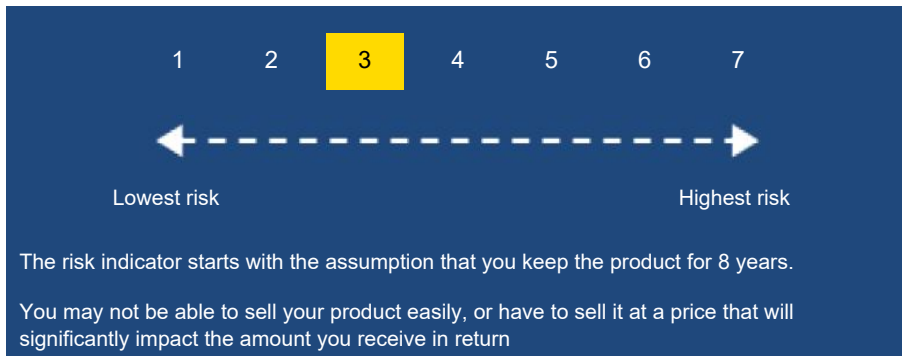 1 2 3 4 5 6 7
Lowest risk Highest risk
The risk indicator starts with the assumption that you keep the product for 8 years.
You may not be able to sell your product easily, or have to sell it at a price that will
significantly impact the amount you receive in return